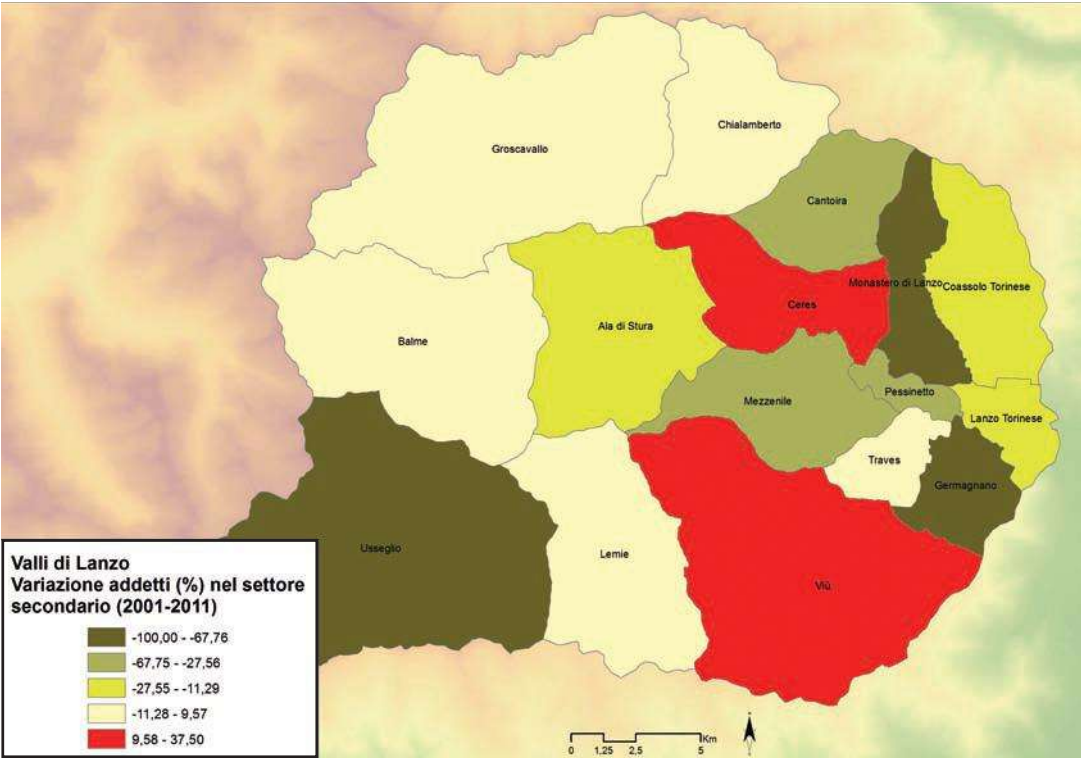 Chialamberto
Groscavallo
Cantoira
Monastero di Lanzo
Coassolo Torinese
Ceres
Ala di Stura
Balme
Pessinetto
Mezzenile
Lanzo Torinese
Traves
Germagnano
Usseglio
Lemie
Viù
Valli di Lanzo
Variazione addetti (%) nel settore
secondario (2001-2011)
-100,00 - -67,76
-67,75 - -27,56
-27,55 - -11,29
-11,28 - 9,57
9,58 - 37,50
Km
0 1,25 2,5 5